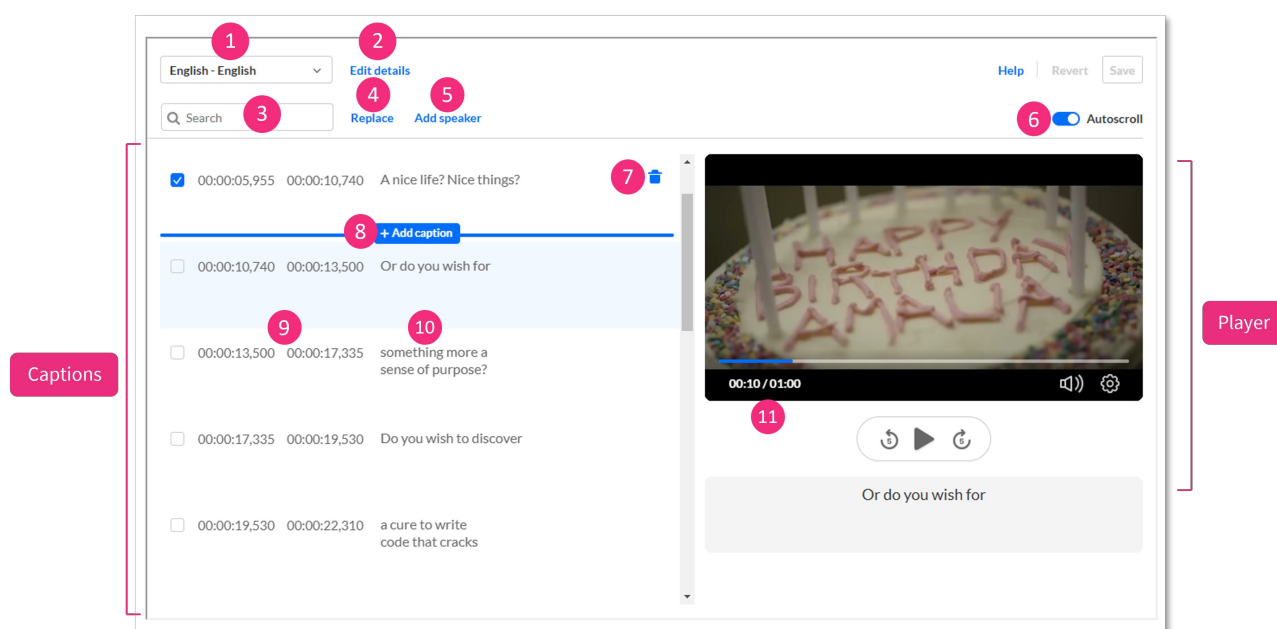 1
2
English - English
Edit details
Help
Revert
Save
3
4
5
Search
Replace
Add speaker
6
Autoscroll
00:00:05,955 00:00:10,740 A nice life? Nice things?
7
8
+ Add caption
00:00:10,740 00:00:13,500 Or do you wish for
9
10
00:00:13,500 00:00:17,335 something more a
sense of purpose?
00:00:17,335 00:00:19,530 Do you wish to discover
00:00:19,530 00:00:22,310 a cure to write
code that cracks
Captions
HAPPY
BIRTHDAY
AMALIA
00:10 / 01:00
11
5
5
Or do you wish for
Player